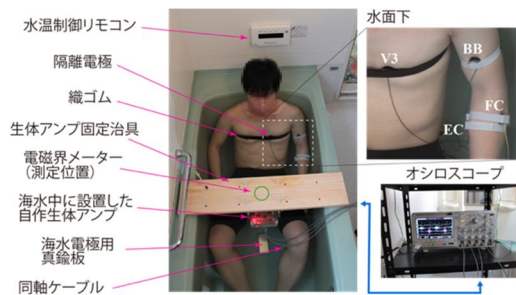 水温制御リモコン
隔離電極
織ゴム
生体アンプ固定治具
電磁界メーター
(測定位置)
海水中に設置した
自作生体アンプ
海水電極用
真鍮板
同軸ケーブル
水面下
V3
BB
FC
EC
オシロスコープ